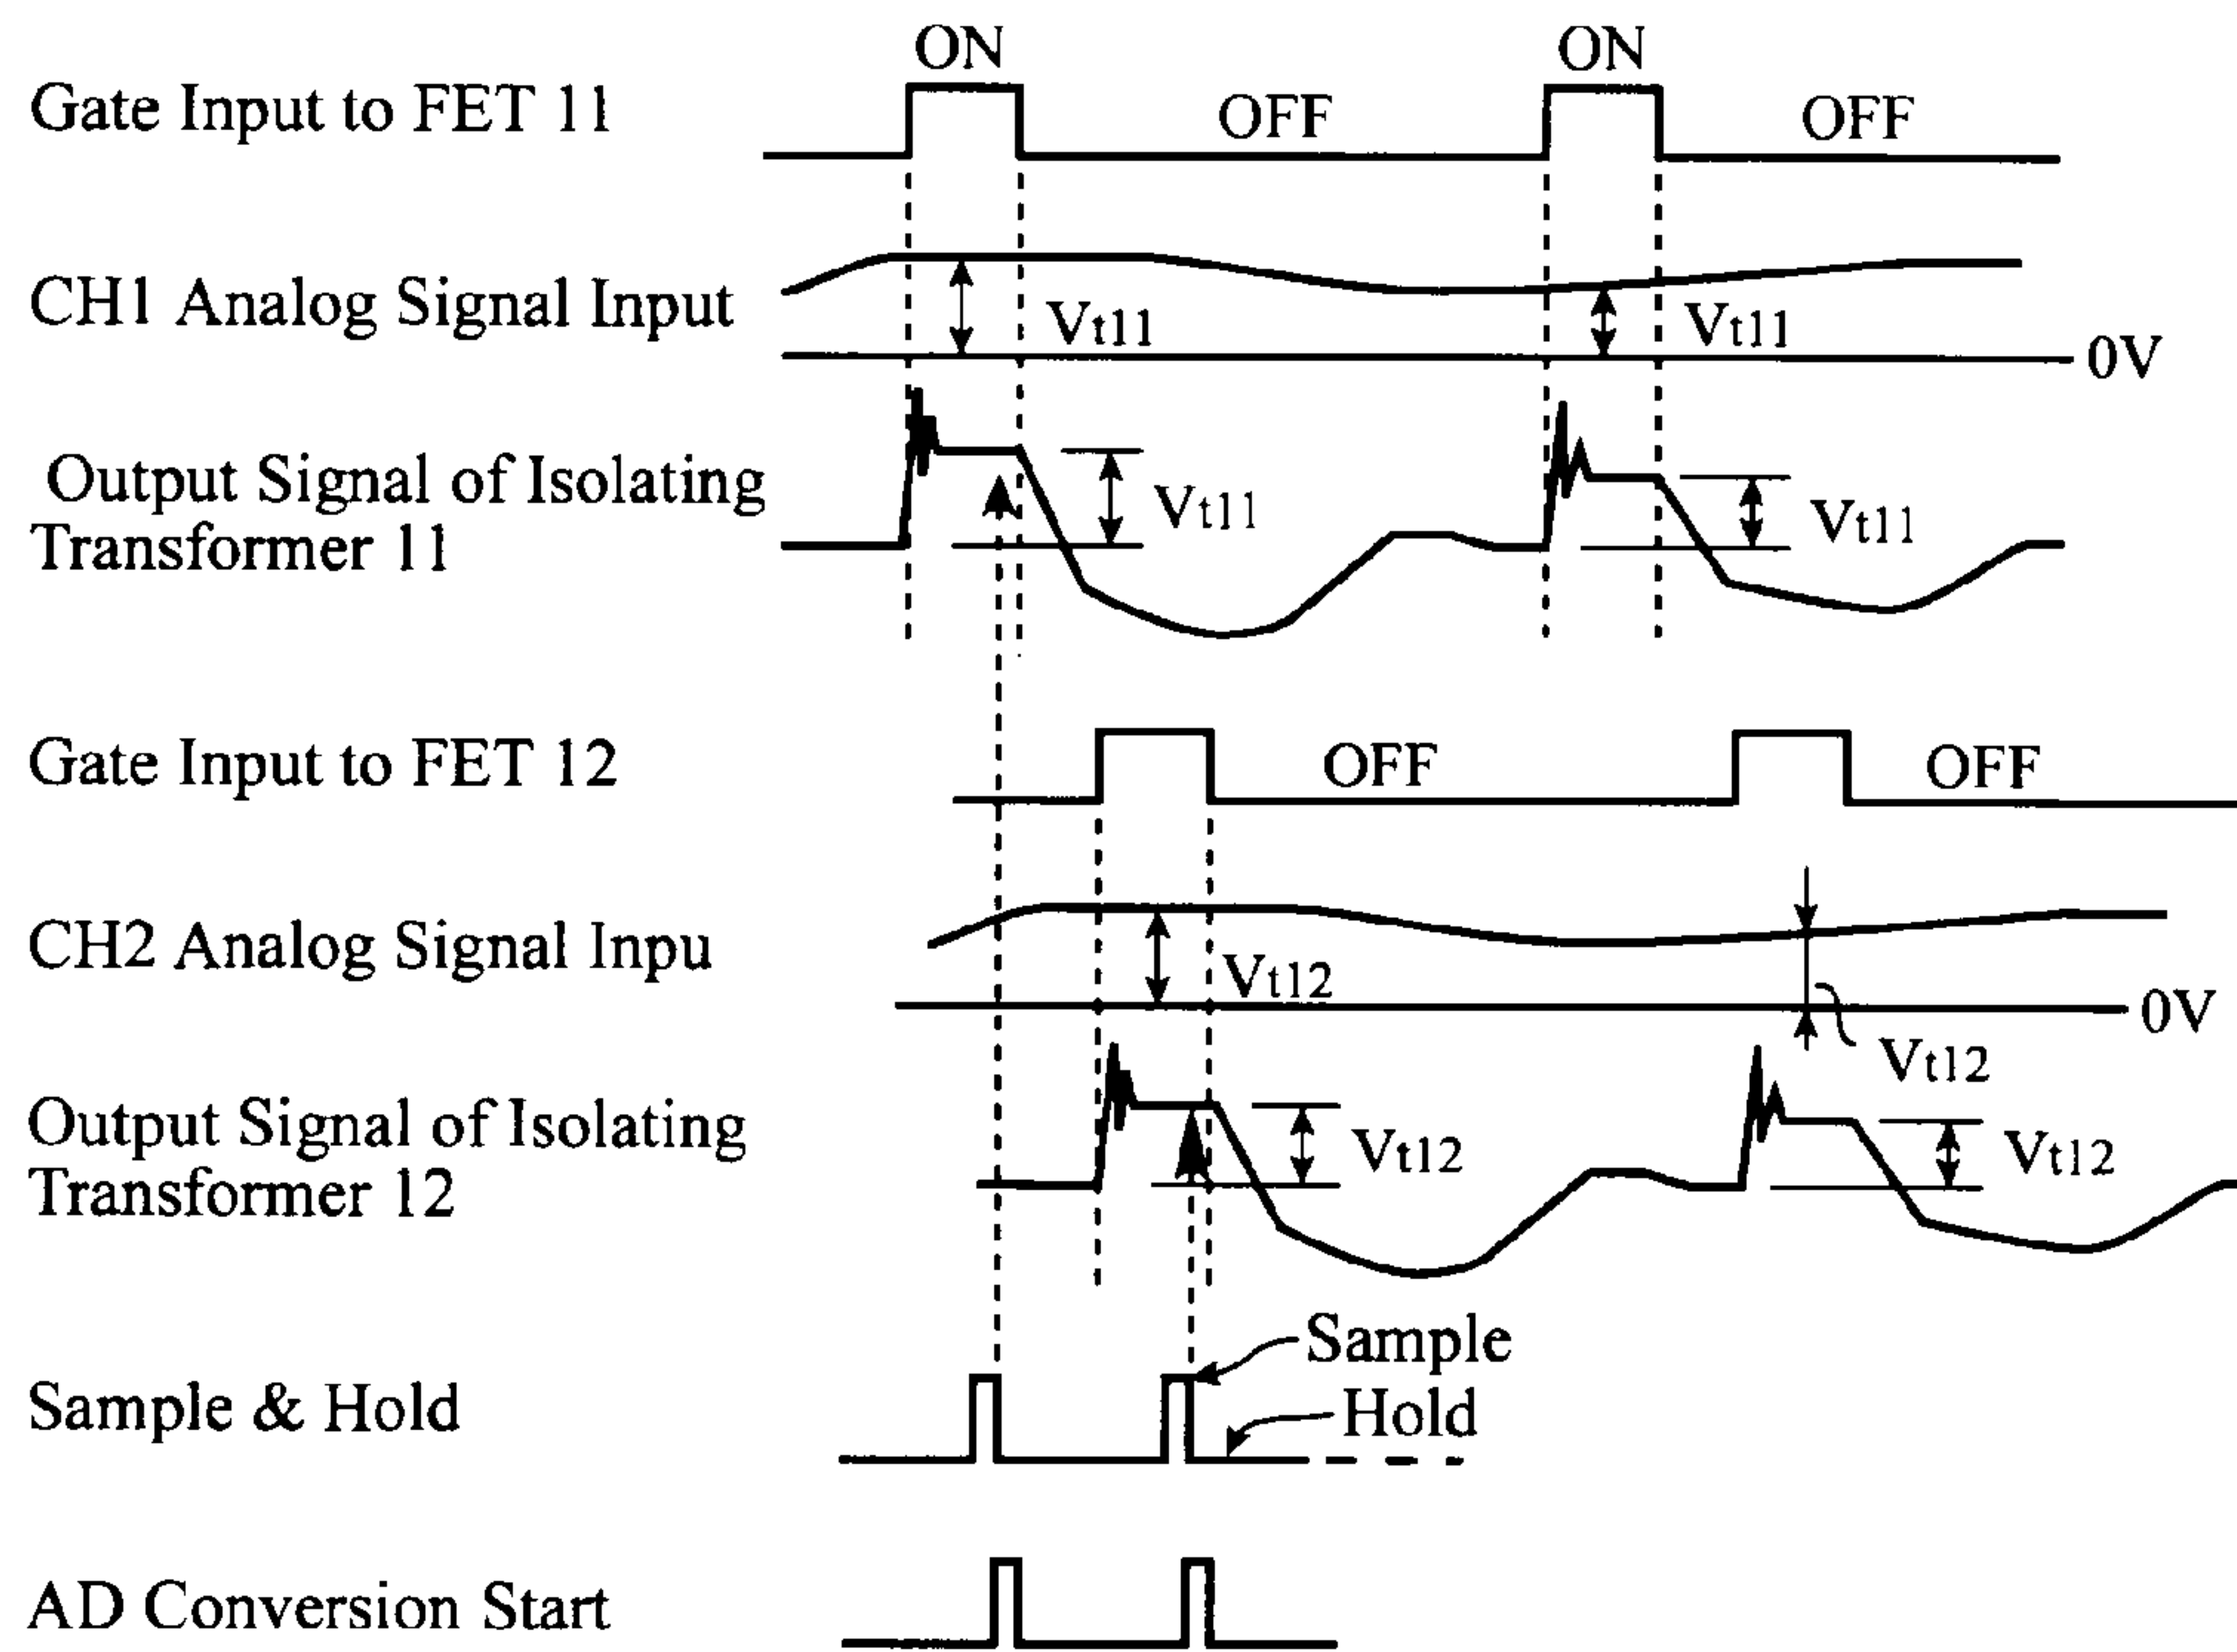 ON ON
Gate Input to FET 11 OFF OFF
CH1 Analog Signal Input Vt11 Vt11 0V
Output Signal of Isolating
Transformer 11 Vt11 Vt11
Gate Input to FET 12 OFF OFF
CH2 Analog Signal Inpu Vt12 0V
Vt12
Output Signal of Isolating
Transformer 12 Vt12 Vt12
Sample
Sample & Hold Hold
AD Conversion Start